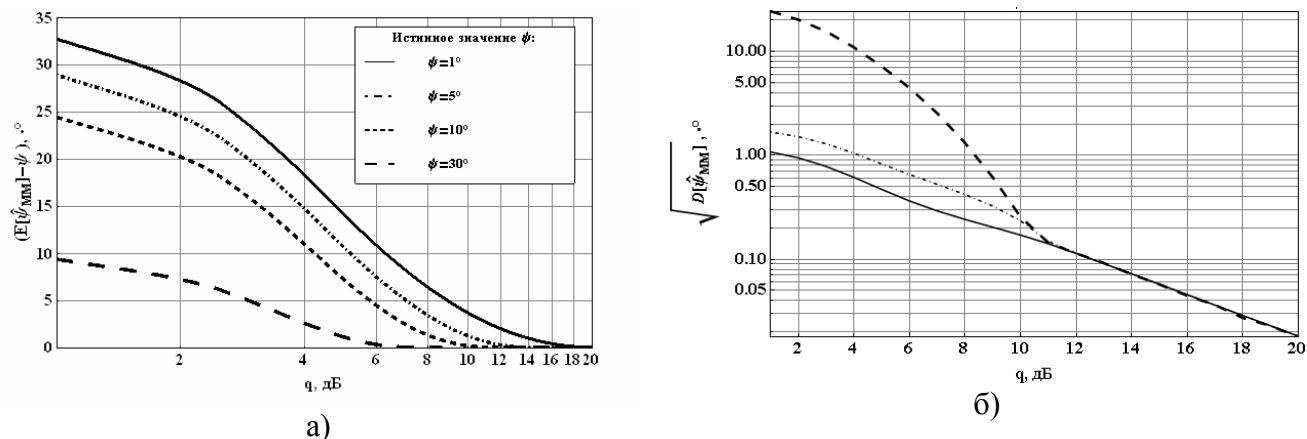 35
30
25
20
15
10
5
0
(E[ψ̂ММ]−ψ), .°
Истинное значение ψ:
ψ=1°
ψ=5°
ψ=10°
ψ=30°
2 4 6 8 10 12 14 16 18 20
q, дБ
а)
10.00
5.00
1.00
0.50
0.10
0.05
√D[ψ̂ММ] , .°
2 4 6 8 10 12 14 16 18 20
q, дБ
б)